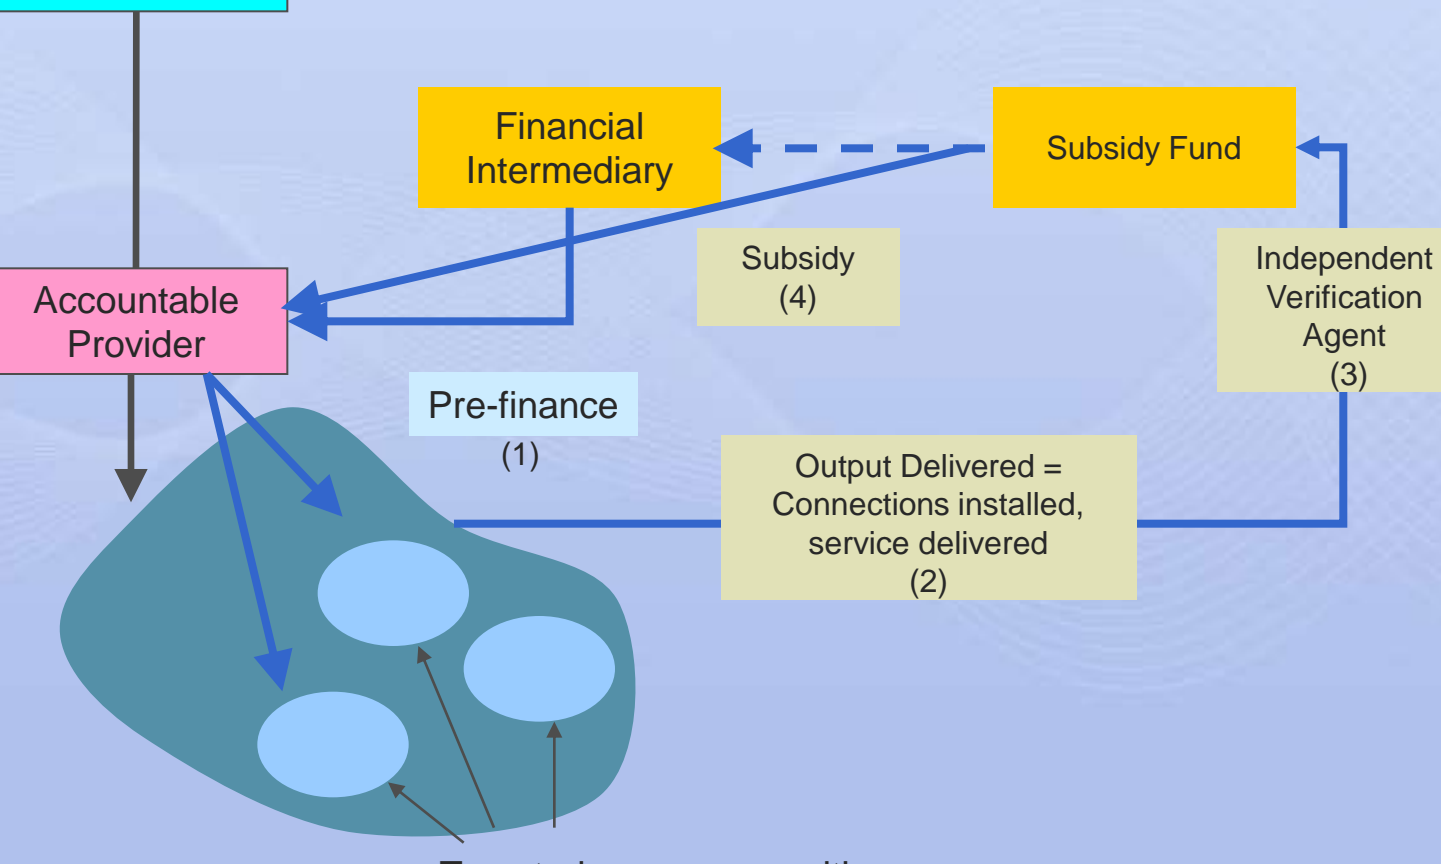 Financial
Intermediary
Subsidy Fund
Subsidy
(4)
Independent
Verification
Agent
(3)
Accountable
Provider
Pre-finance
(1)
Output Delivered =
Connections installed,
service delivered
(2)